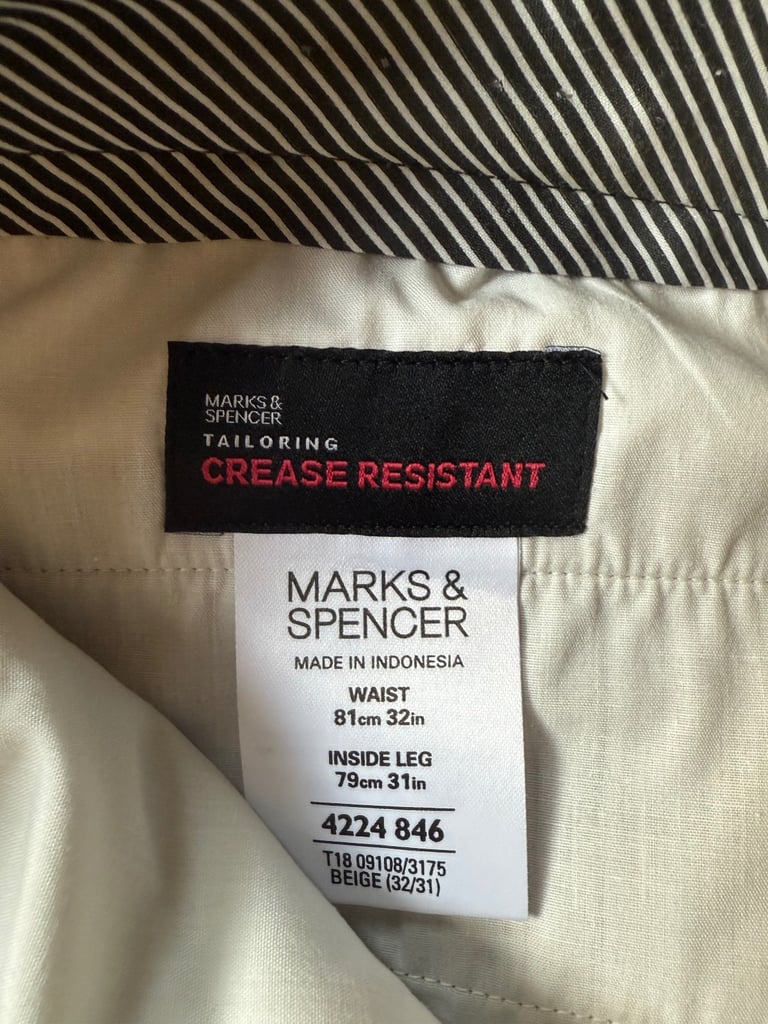 MARKS &
SPENCER
TAILORING
CREASE RESISTANT
MARKS &
SPENCER
MADE IN INDONESIA
WAIST
81cm 32in
INSIDE LEG
79cm 31in
4224 846
T18 09108/3175
BEIGE (32/31)